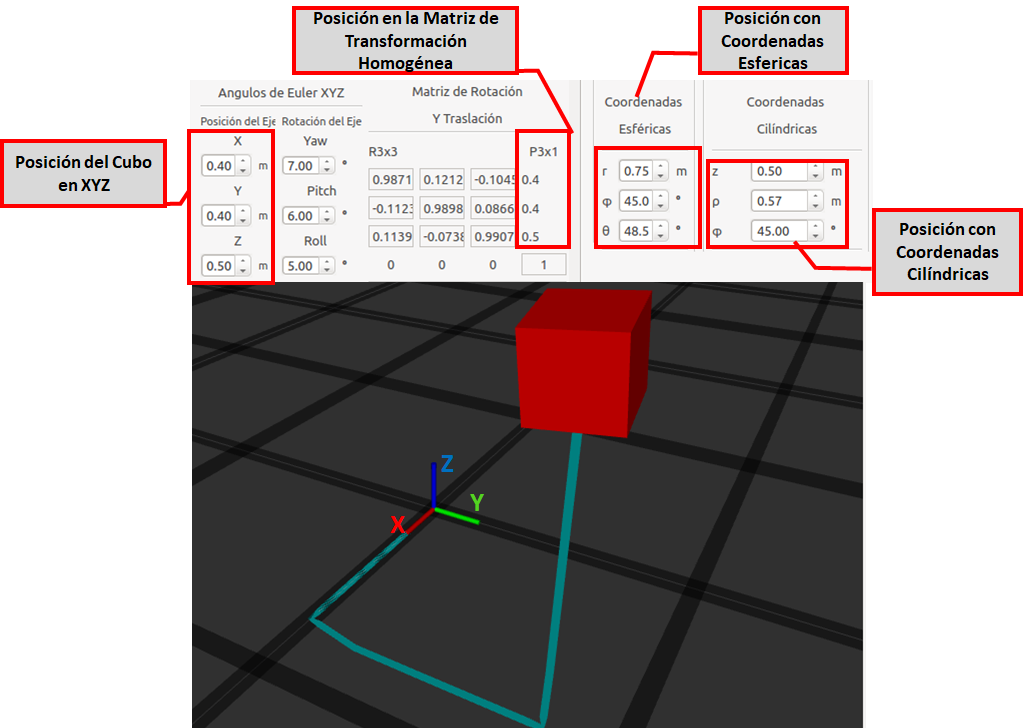 Posición en la Matriz de
Transformación
Homogénea
Posición con
Coordenadas
Esfericas
Posición del Cubo
en XYZ
Angulos de Euler XYZ
Posición del Eje
Rotación del Eje
X
0.40 m
Y
0.40 m
Z
0.50 m
Yaw
7.00 °
Pitch
6.00 °
Roll
5.00 °
Matriz de Rotación
Y Traslación
R3x3 P3x1
0.9871 0.1212 -0.1045 0.4
-0.1123 0.9898 0.0866 0.4
0.1139 -0.0738 0.9907 0.5
0 0 0 1
Coordenadas
Esféricas
r 0.75 m
φ 45.0 °
θ 48.5 °
Coordenadas
Cilíndricas
z 0.50 m
ρ 0.57 m
φ 45.00 °
Posición con
Coordenadas
Cilíndricas
Z
Y
X